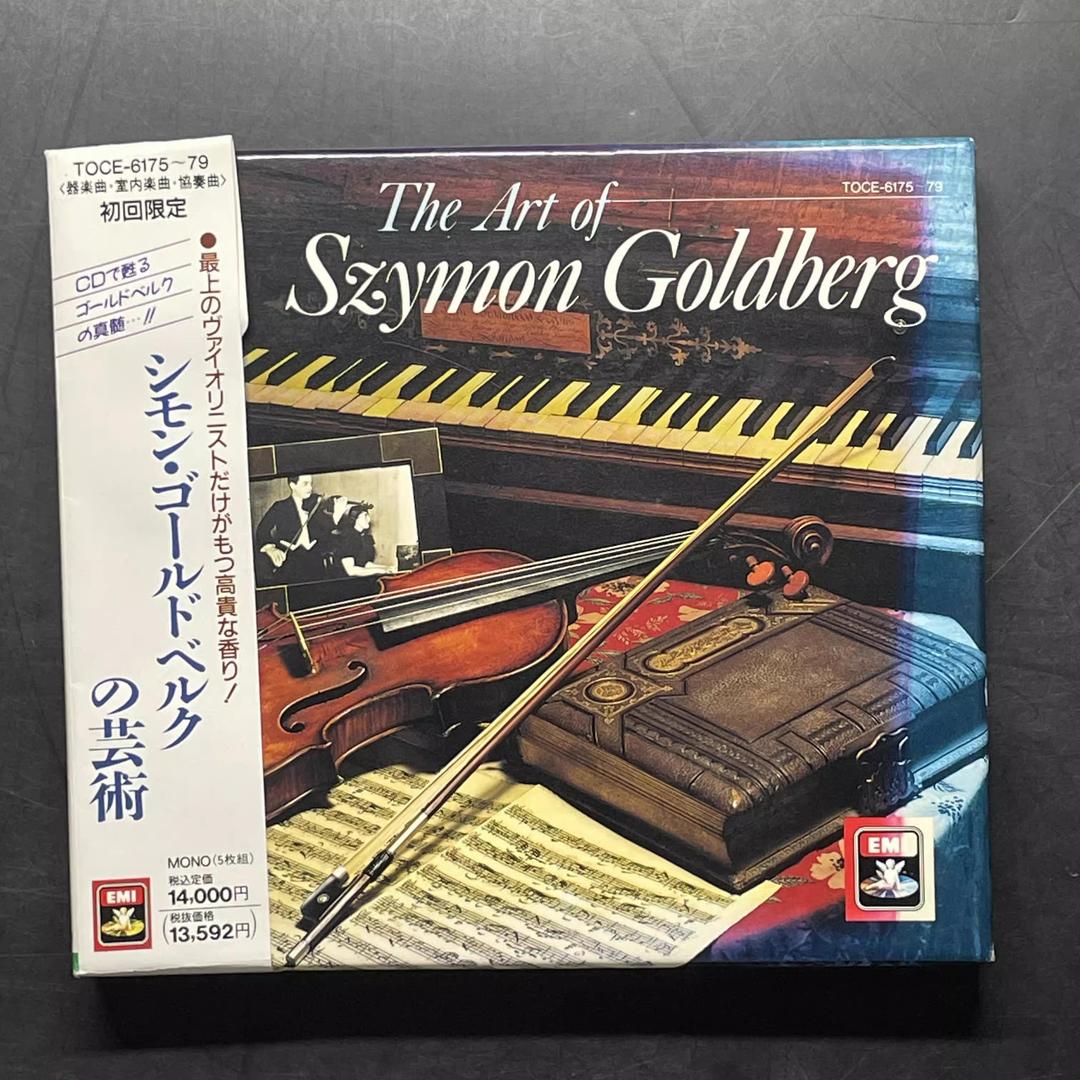 TOCE-6175～79
〈器楽曲・室内楽曲・協奏曲〉
初回限定
●最上のヴァイオリニストだけがもつ高貴な香り！
CDで甦る
ゴールドベルク
の真髄…!!
シモン・ゴールドベルク
の芸術
MONO(5枚組)
税込定価
14,000円
(税抜価格
13,592円)
EMI
The Art of
TOCE-6175～79
Szymon Goldberg
EMI